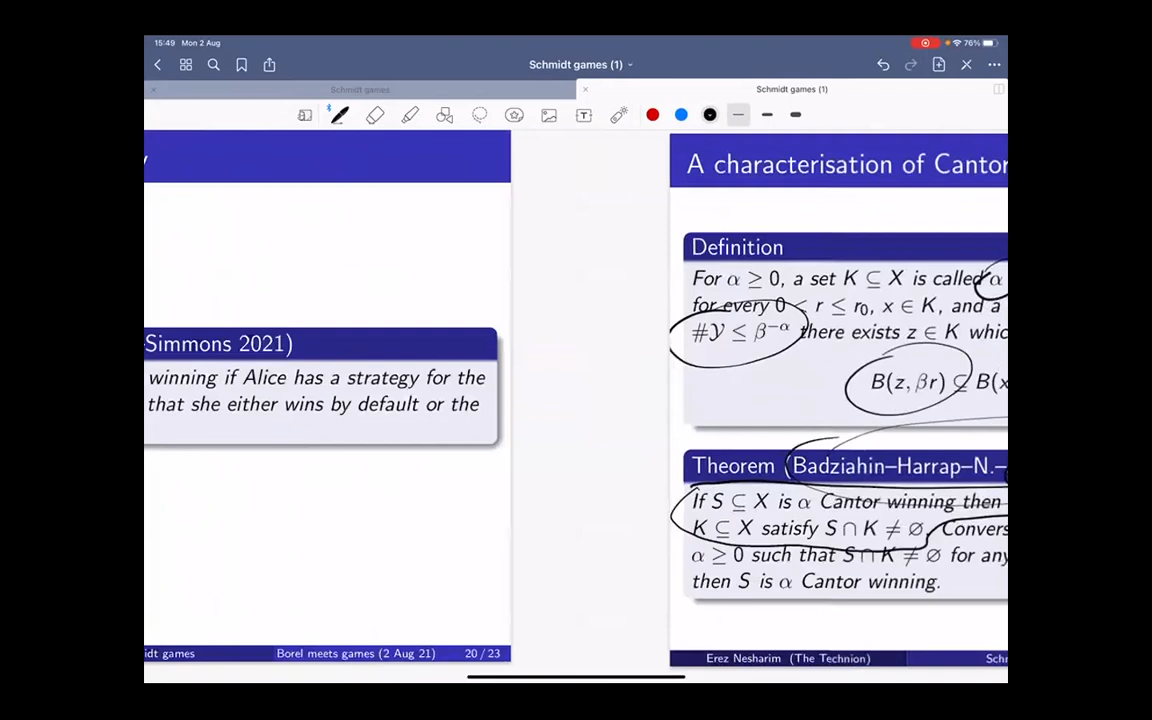 15:49 Mon 2 Aug
76%
Schmidt games (1)
Schmidt games
Schmidt games (1)
Simmons 2021)
winning if Alice has a strategy for the
that she either wins by default or the
idt games
Borel meets games (2 Aug 21)
20 / 23
A characterisation of Cantor
Definition
For α ≥ 0, a set K ⊆ X is called α
for every 0 < r ≤ r₀, x ∈ K, and a
#𝒴 ≤ β^{-α} there exists z ∈ K whic
B(z, βr) ⊆ B(x
Theorem (Badziahin–Harrap–N.–
If S ⊆ X is α Cantor winning then
K ⊆ X satisfy S ∩ K ≠ ∅. Convers
α ≥ 0 such that S ∩ K ≠ ∅ for any
then S is α Cantor winning.
Erez Nesharim (The Technion)
Sch